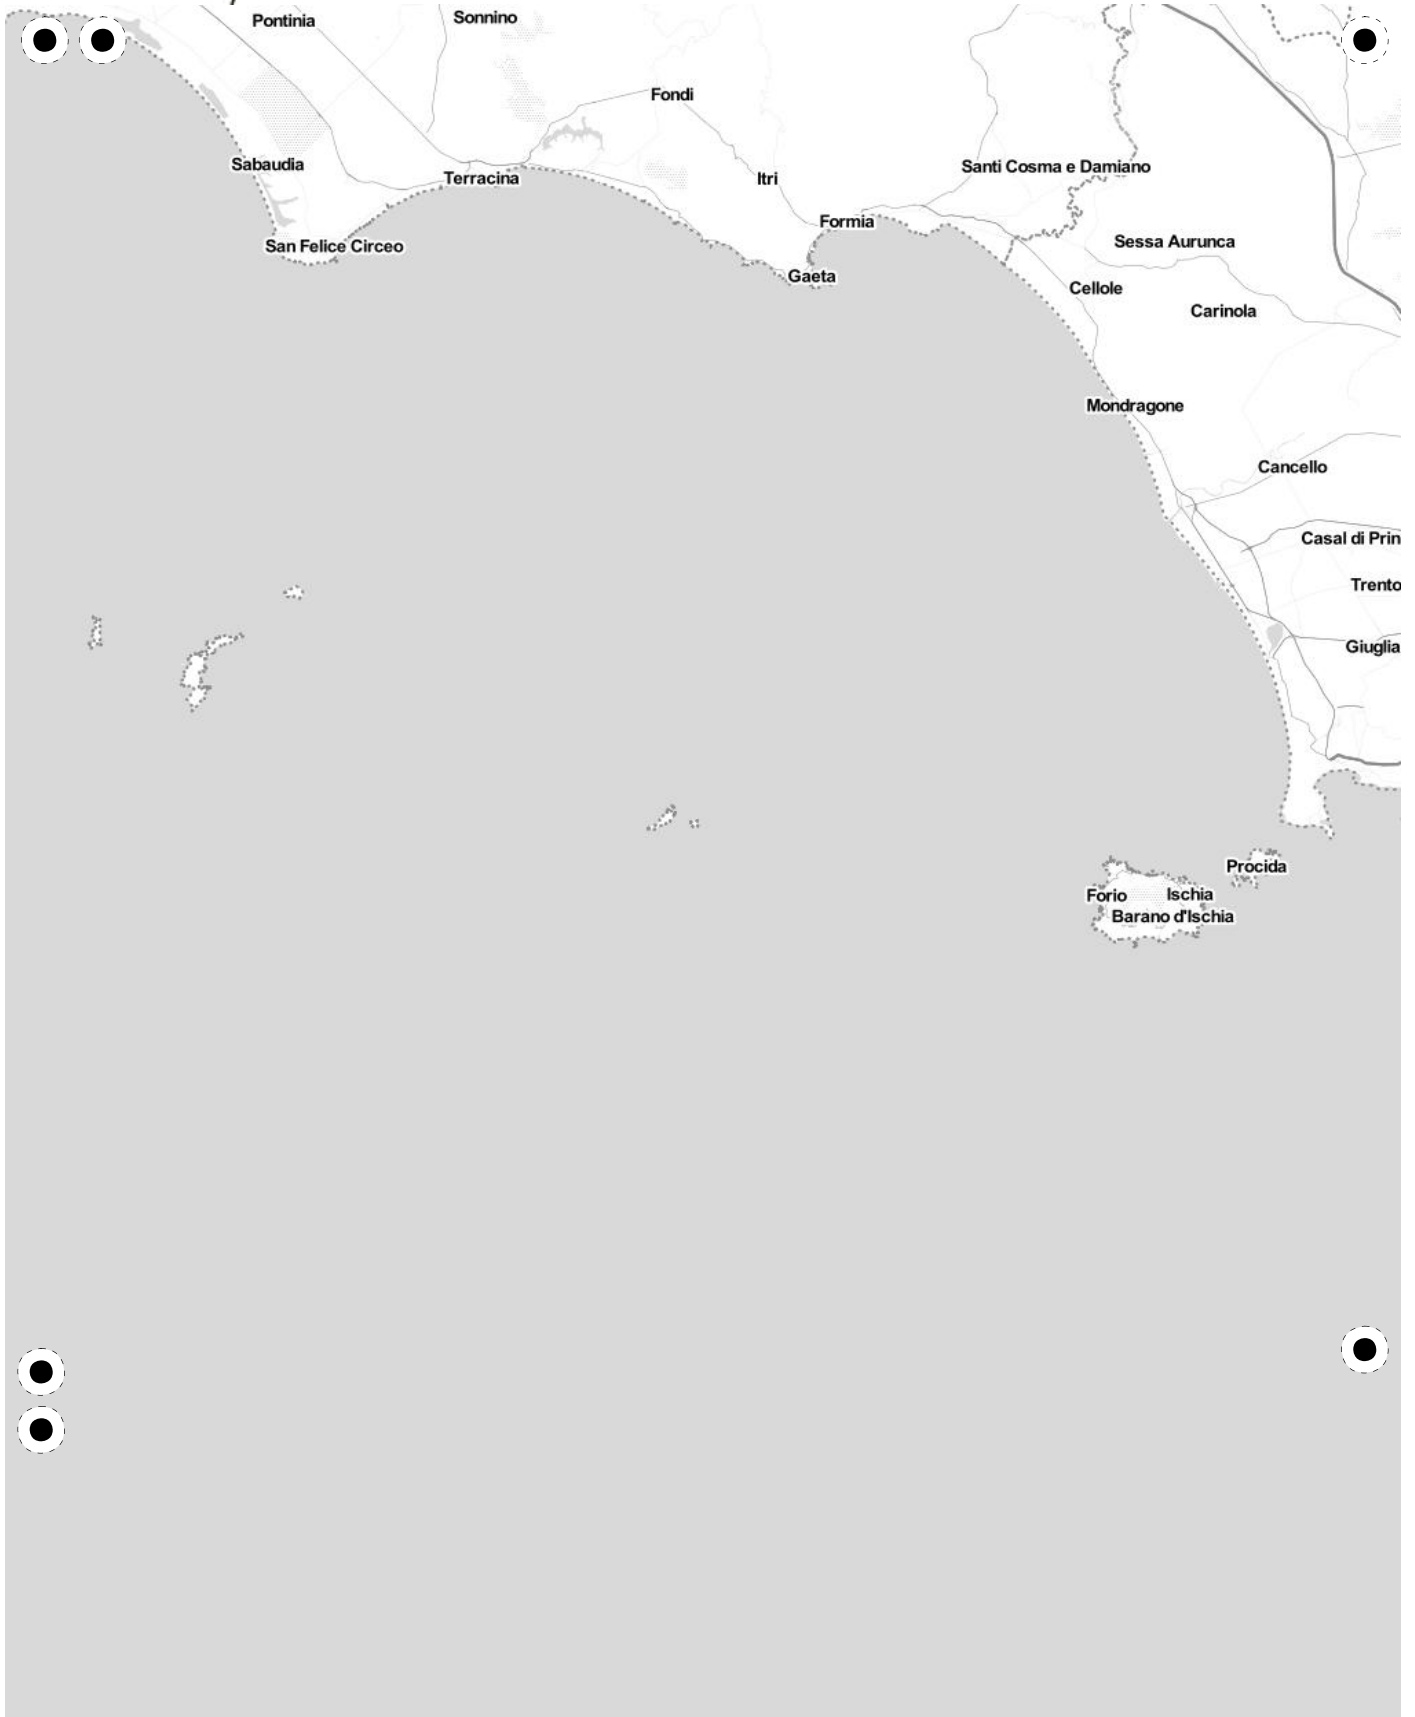 Pontinia
Sonnino
Fondi
Sabaudia
Terracina
Itri
Santi Cosma e Damiano
Formia
San Felice Circeo
Gaeta
Sessa Aurunca
Cellole
Carinola
Mondragone
Cancello
Casal di Prin
Trento
Giuglia
Procida
Forio
Ischia
Barano d'Ischia